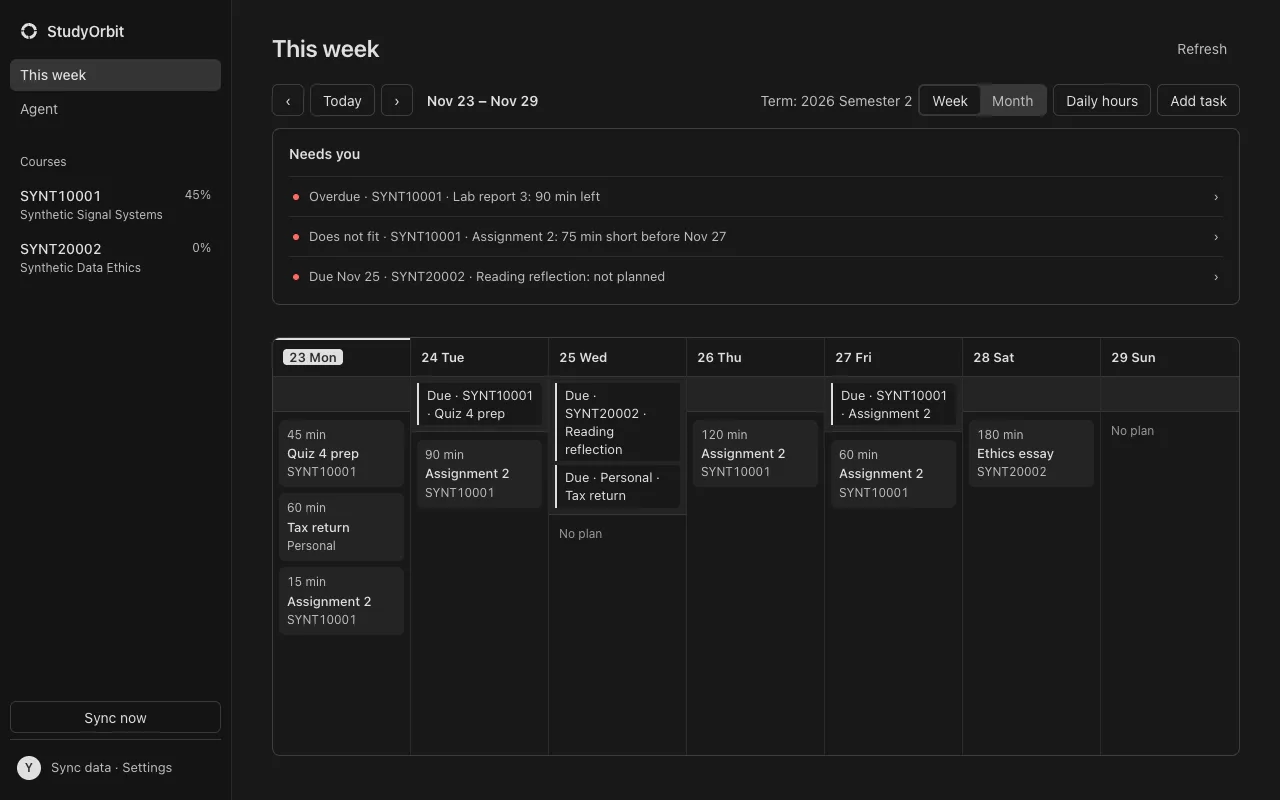 StudyOrbit
This week
Agent
Courses
SYNT10001 45%
Synthetic Signal Systems
SYNT20002 0%
Synthetic Data Ethics
Sync now
Y Sync data · Settings
This week
Refresh
‹ Today › Nov 23 – Nov 29 Term: 2026 Semester 2 Week Month Daily hours Add task
Needs you
Overdue · SYNT10001 · Lab report 3: 90 min left ›
Does not fit · SYNT10001 · Assignment 2: 75 min short before Nov 27 ›
Due Nov 25 · SYNT20002 · Reading reflection: not planned ›
23 Mon
45 min
Quiz 4 prep
SYNT10001
60 min
Tax return
Personal
15 min
Assignment 2
SYNT10001
24 Tue
Due · SYNT10001
· Quiz 4 prep
90 min
Assignment 2
SYNT10001
25 Wed
Due ·
SYNT20002 ·
Reading
reflection
Due · Personal ·
Tax return
No plan
26 Thu
120 min
Assignment 2
SYNT10001
27 Fri
Due · SYNT10001
· Assignment 2
60 min
Assignment 2
SYNT10001
28 Sat
180 min
Ethics essay
SYNT20002
29 Sun
No plan